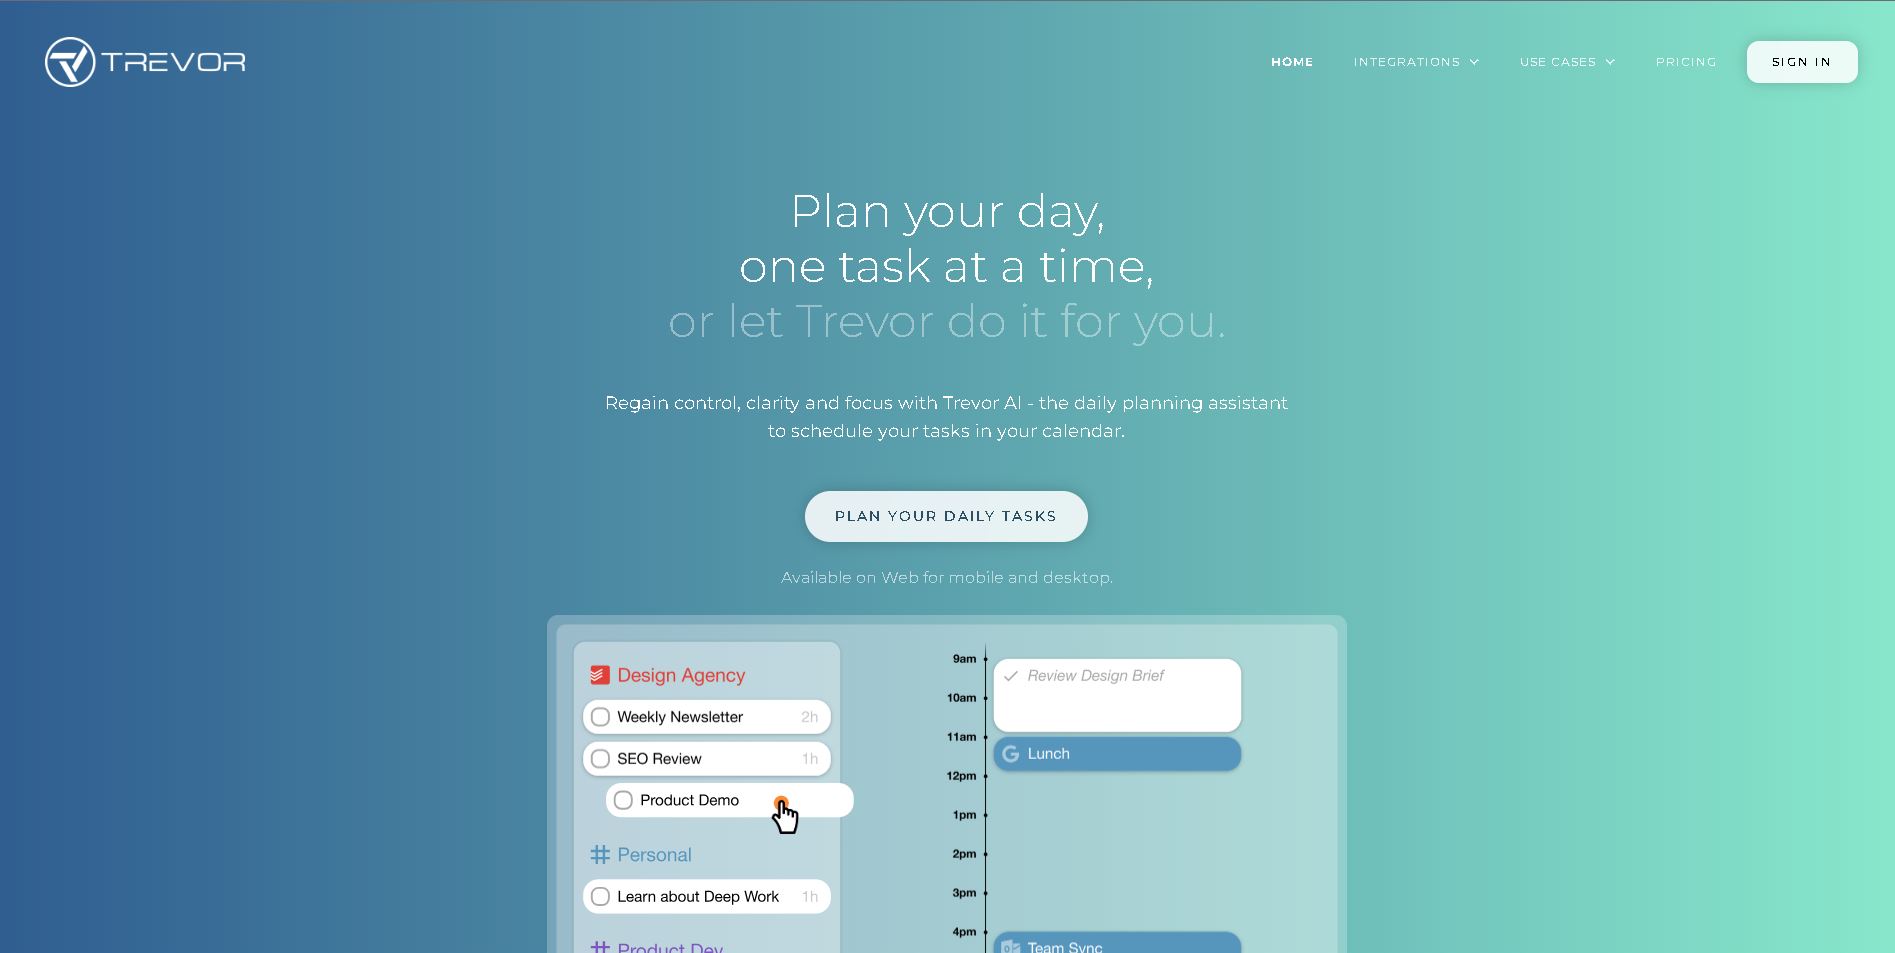 TREVOR
HOME
INTEGRATIONS
USE CASES
PRICING
SIGN IN
Plan your day,
one task at a time,
or let Trevor do it for you.
Regain control, clarity and focus with Trevor AI - the daily planning assistant
to schedule your tasks in your calendar.
PLAN YOUR DAILY TASKS
Available on Web for mobile and desktop.
Design Agency
Weekly Newsletter 2h
SEO Review 1h
Product Demo
Personal
Learn about Deep Work 1h
Product Dev
9am
Review Design Brief
10am
11am
Lunch
12pm
1pm
2pm
3pm
4pm
Team Sync